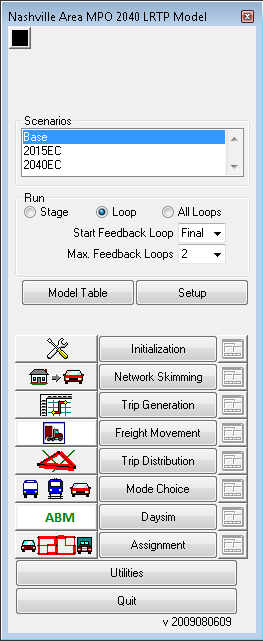 Nashville Area MPO 2040 LRTP Model
Scenarios
Base
2015EC
2040EC
Run
Stage Loop All Loops
Start Feedback Loop Final
Max. Feedback Loops 2
Model Table Setup
Initialization
Network Skimming
Trip Generation
Freight Movement
Trip Distribution
Mode Choice
ABM Daysim
Assignment
Utilities
Quit
v 2009080609